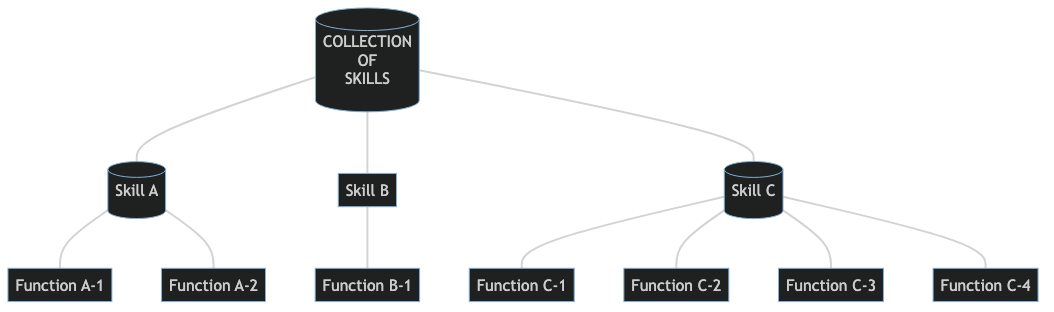 COLLECTION
OF
SKILLS
Skill A
Skill B
Skill C
Function A-1
Function A-2
Function B-1
Function C-1
Function C-2
Function C-3
Function C-4